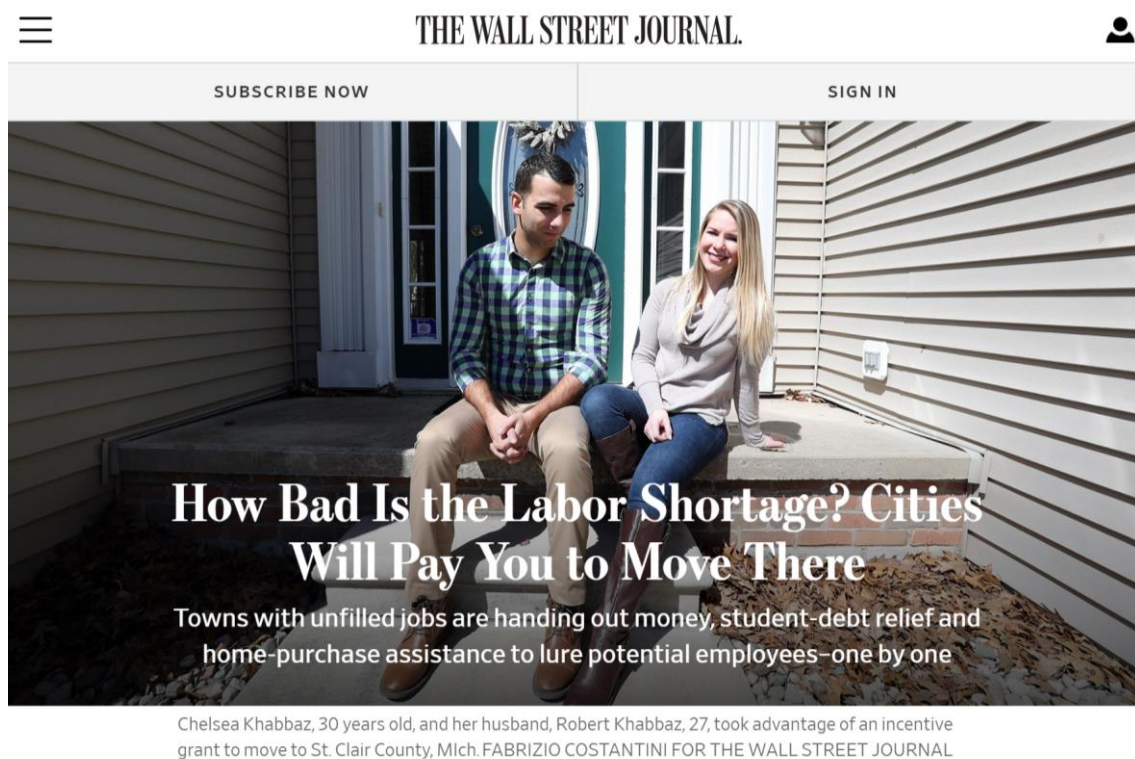 THE WALL STREET JOURNAL.
SUBSCRIBE NOW
SIGN IN
How Bad Is the Labor Shortage? Cities
Will Pay You to Move There
Towns with unfilled jobs are handing out money, student-debt relief and
home-purchase assistance to lure potential employees–one by one
Chelsea Khabbaz, 30 years old, and her husband, Robert Khabbaz, 27, took advantage of an incentive
grant to move to St. Clair County, MIch. FABRIZIO COSTANTINI FOR THE WALL STREET JOURNAL